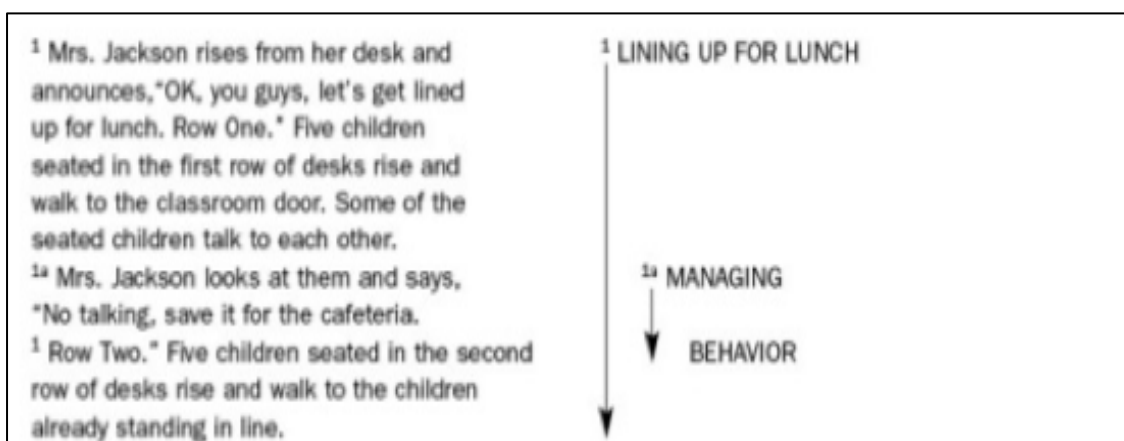 ¹ Mrs. Jackson rises from her desk and
announces,"OK, you guys, let's get lined
up for lunch. Row One." Five children
seated in the first row of desks rise and
walk to the classroom door. Some of the
seated children talk to each other.
¹ᵃ Mrs. Jackson looks at them and says,
"No talking, save it for the cafeteria.
¹ Row Two." Five children seated in the second
row of desks rise and walk to the children
already standing in line.
¹ LINING UP FOR LUNCH
¹ᵃ MANAGING
BEHAVIOR